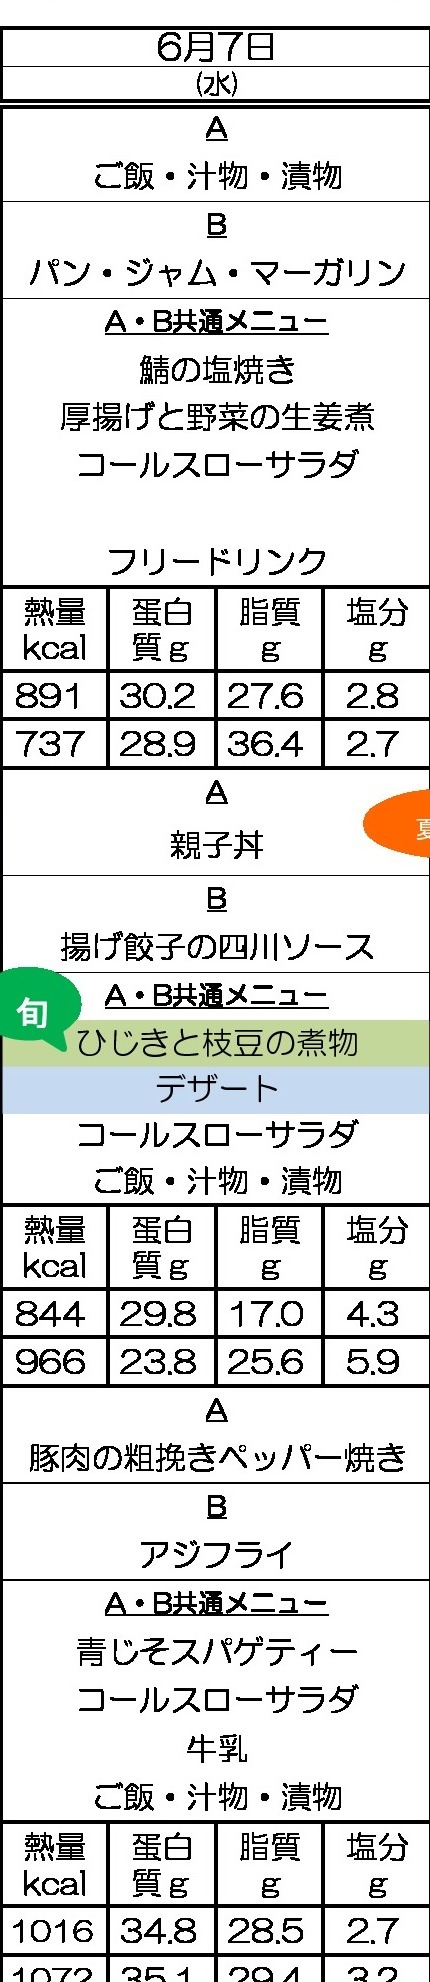 6月7日
(水)
A
ご飯・汁物・漬物
B
パン・ジャム・マーガリン
A・B共通メニュー
鯖の塩焼き
厚揚げと野菜の生姜煮
コールスローサラダ
フリードリンク
熱量 蛋白 脂質 塩分
kcal 質g g g
891 30.2 27.6 2.8
737 28.9 36.4 2.7
A
夏
親子丼
B
揚げ餃子の四川ソース
A・B共通メニュー
旬
ひじきと枝豆の煮物
デザート
コールスローサラダ
ご飯・汁物・漬物
熱量 蛋白 脂質 塩分
kcal 質g g g
844 29.8 17.0 4.3
966 23.8 25.6 5.9
A
豚肉の粗挽きペッパー焼き
B
アジフライ
A・B共通メニュー
青じそスパゲティー
コールスローサラダ
牛乳
ご飯・汁物・漬物
熱量 蛋白 脂質 塩分
kcal 質g g g
1016 34.8 28.5 2.7
1072 35.1 29.4 3.2